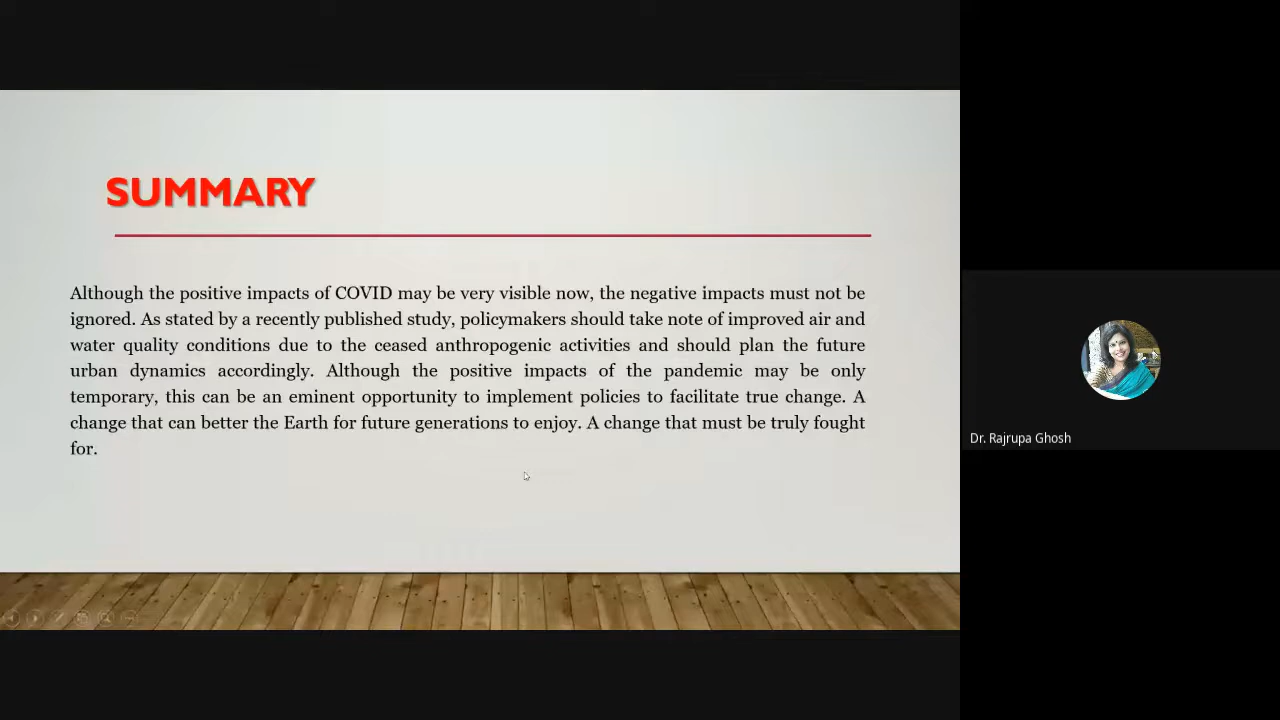 SUMMARY
Although the positive impacts of COVID may be very visible now, the negative impacts must not be
ignored. As stated by a recently published study, policymakers should take note of improved air and
water quality conditions due to the ceased anthropogenic activities and should plan the future
urban dynamics accordingly. Although the positive impacts of the pandemic may be only
temporary, this can be an eminent opportunity to implement policies to facilitate true change. A
change that can better the Earth for future generations to enjoy. A change that must be truly fought
for.
Dr. Rajrupa Ghosh